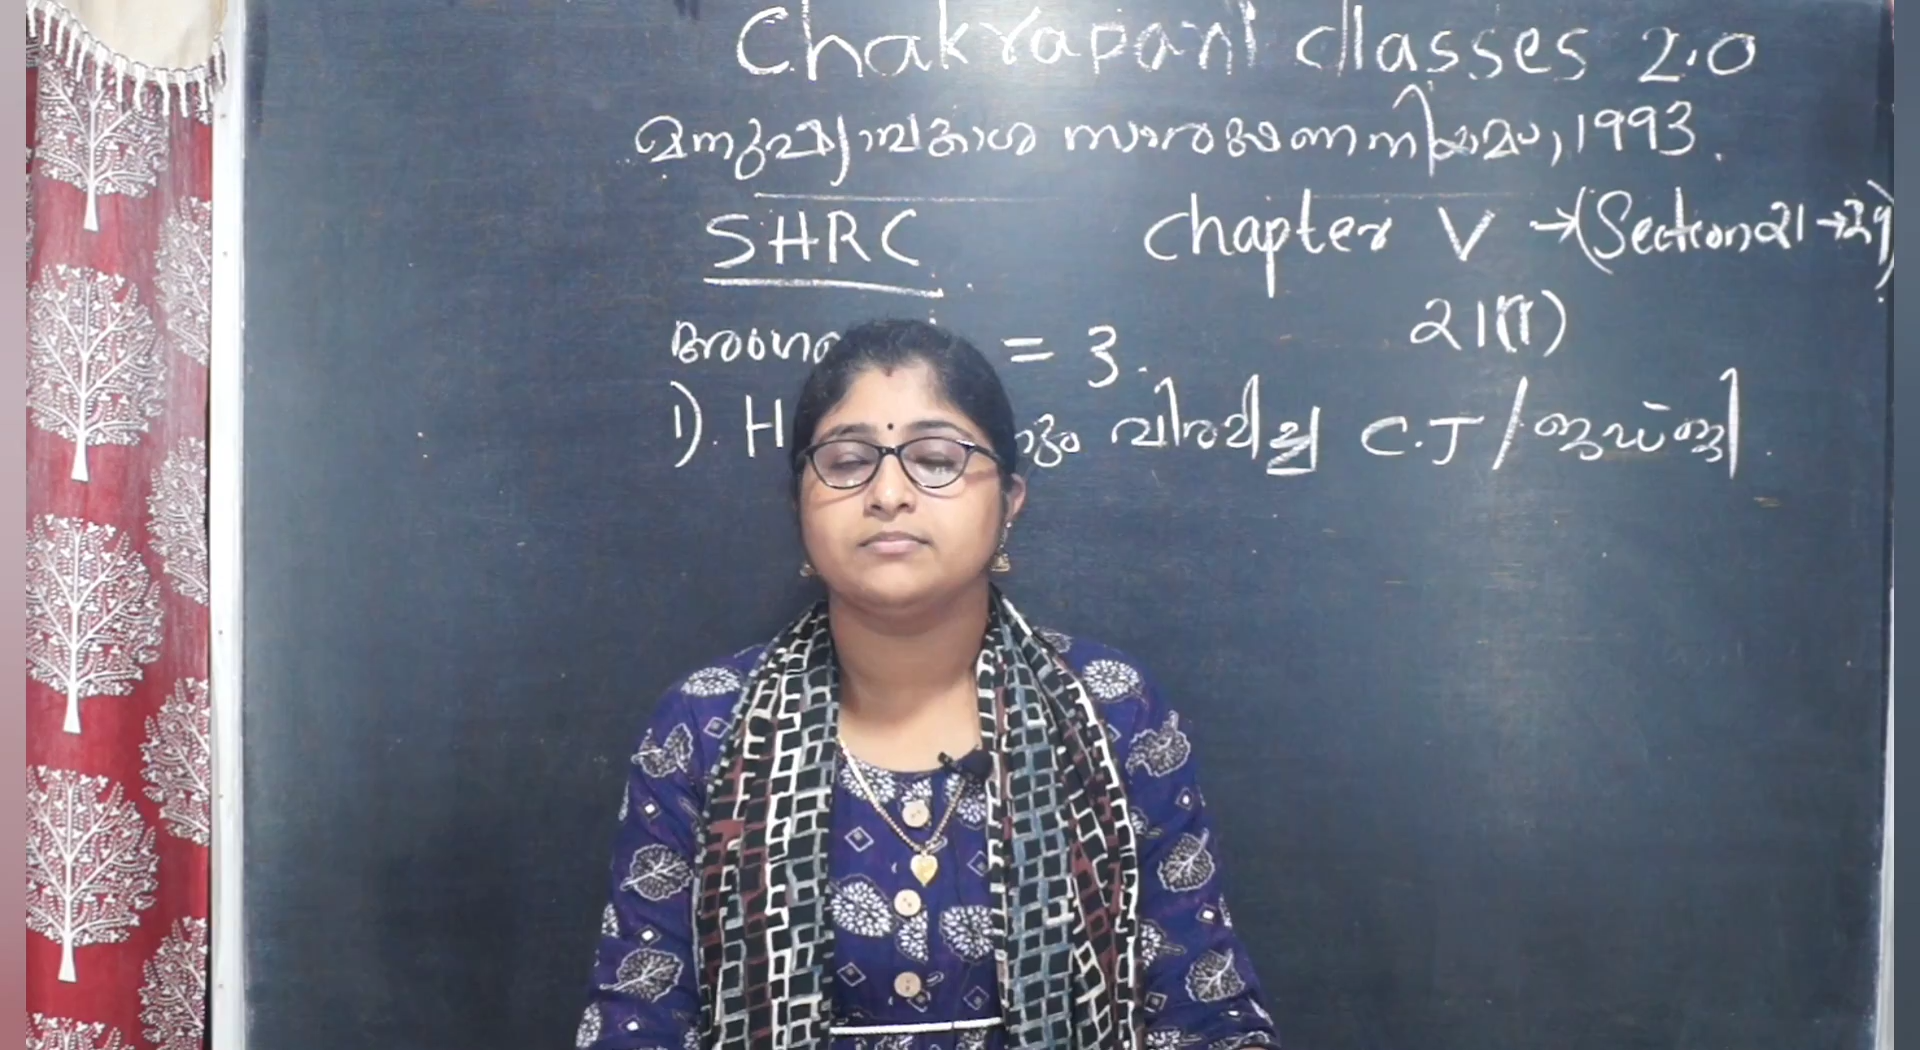 Chakrapani classes 2.0
മനുഷ്യാവകാശ സംരക്ഷണ നിയമം, 1993.
SHRC chapter V → (Section 21 → 29)
= 3. 21(1)
1). വിരമിച്ച C.J / ജഡ്ജി.